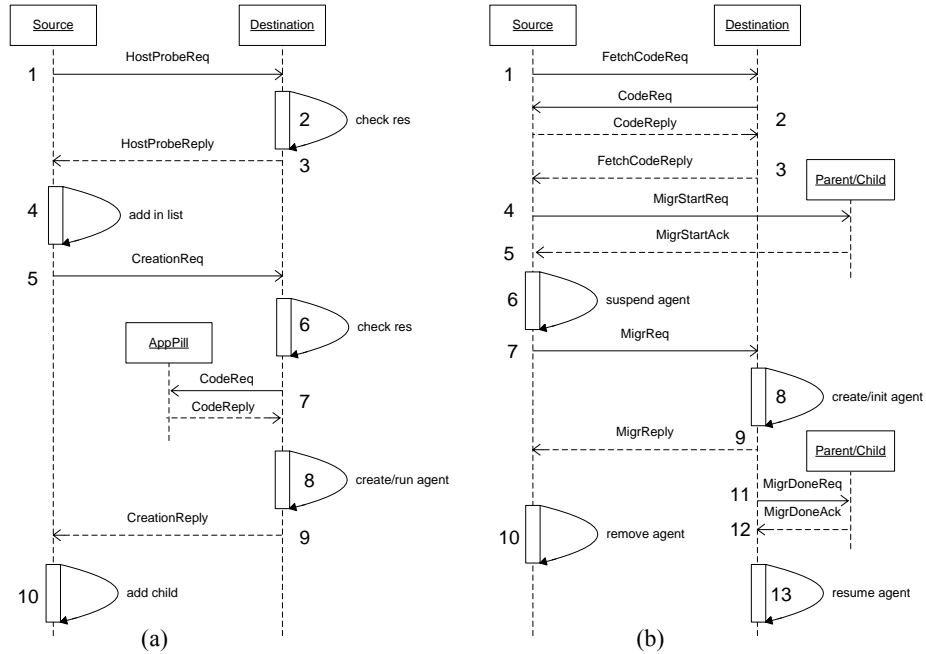 Source
Destination
HostProbeReq
1
2
check res
HostProbeReply
3
4
add in list
CreationReq
5
6
check res
AppPill
CodeReq
7
CodeReply
8
create/run agent
CreationReply
9
10
add child
(a)
Source
Destination
FetchCodeReq
1
CodeReq
2
CodeReply
FetchCodeReply
3
Parent/Child
4
MigrStartReq
MigrStartAck
5
6
suspend agent
MigrReq
7
8
create/init agent
MigrReply
9
Parent/Child
MigrDoneReq
11
MigrDoneAck
12
10
remove agent
13
resume agent
(b)